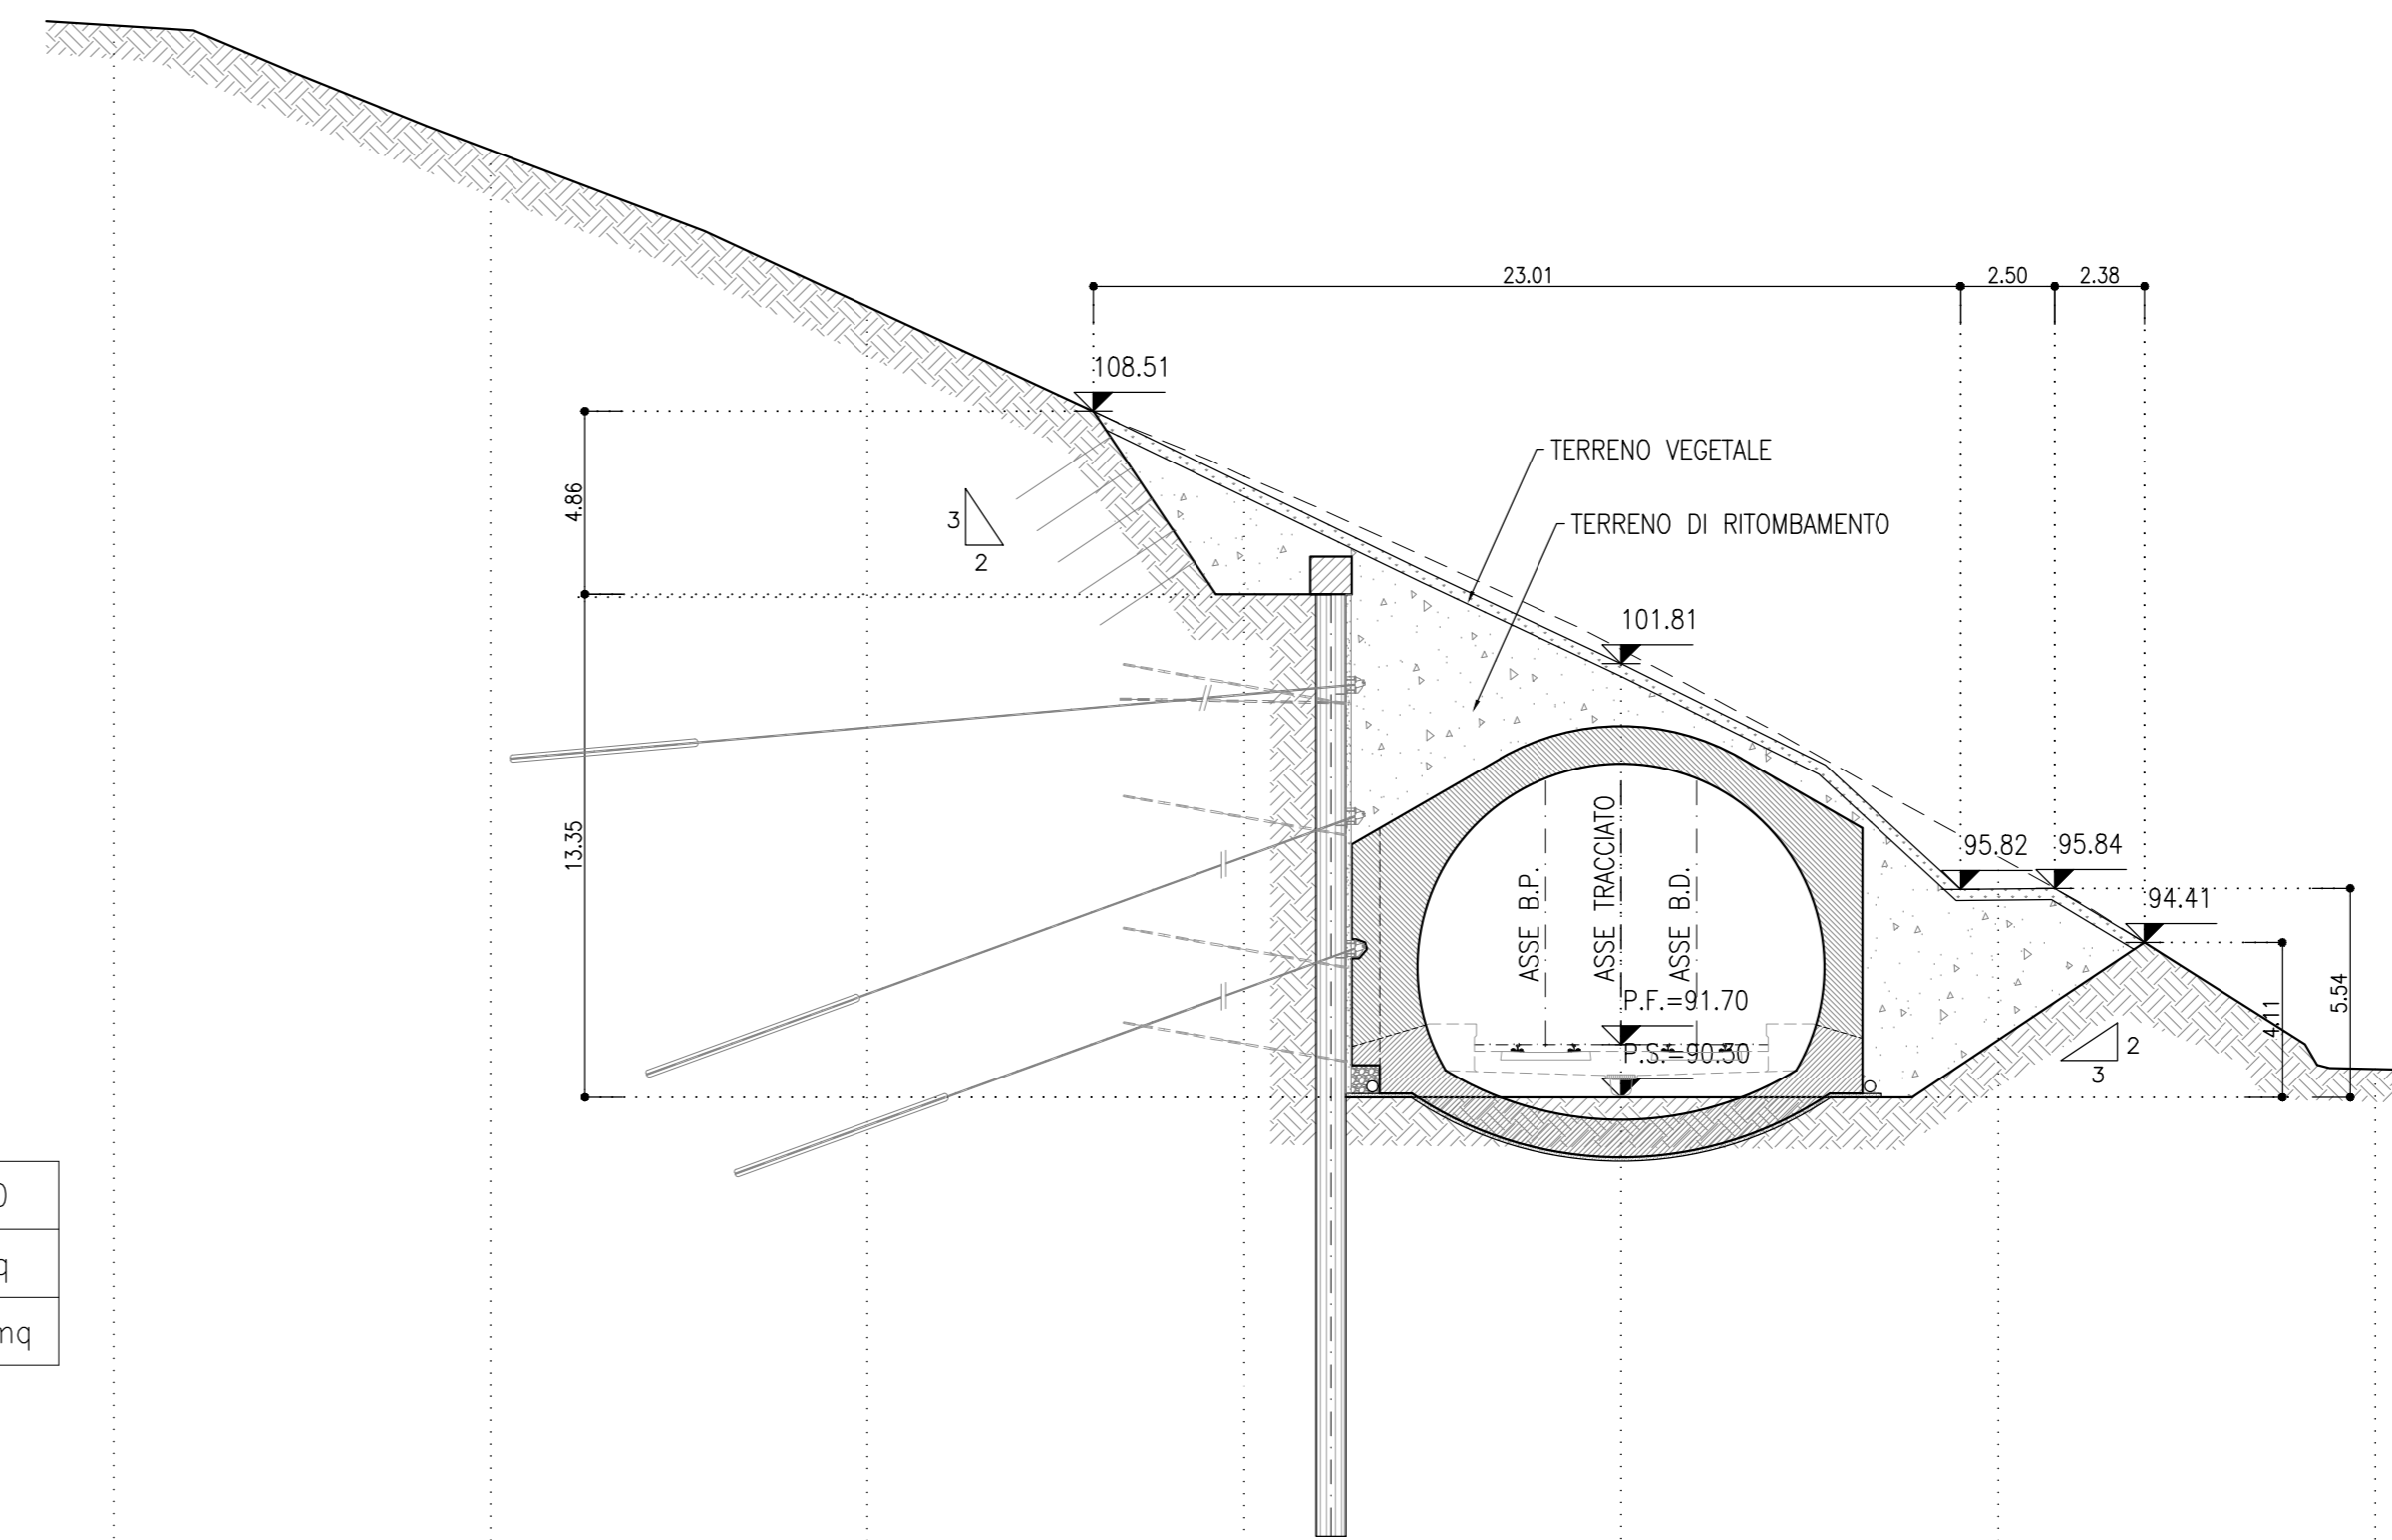 23.01
2.50
2.38
108.51
TERRENO VEGETALE
4.86
3
2
TERRENO DI RITOMBAMENTO
101.81
13.35
ASSE B.P.
ASSE TRACCIATO
ASSE B.D.
95.82
95.84
94.41
P.F.=91.70
P.S.=90.30
4.11
5.54
2
3
q
mq